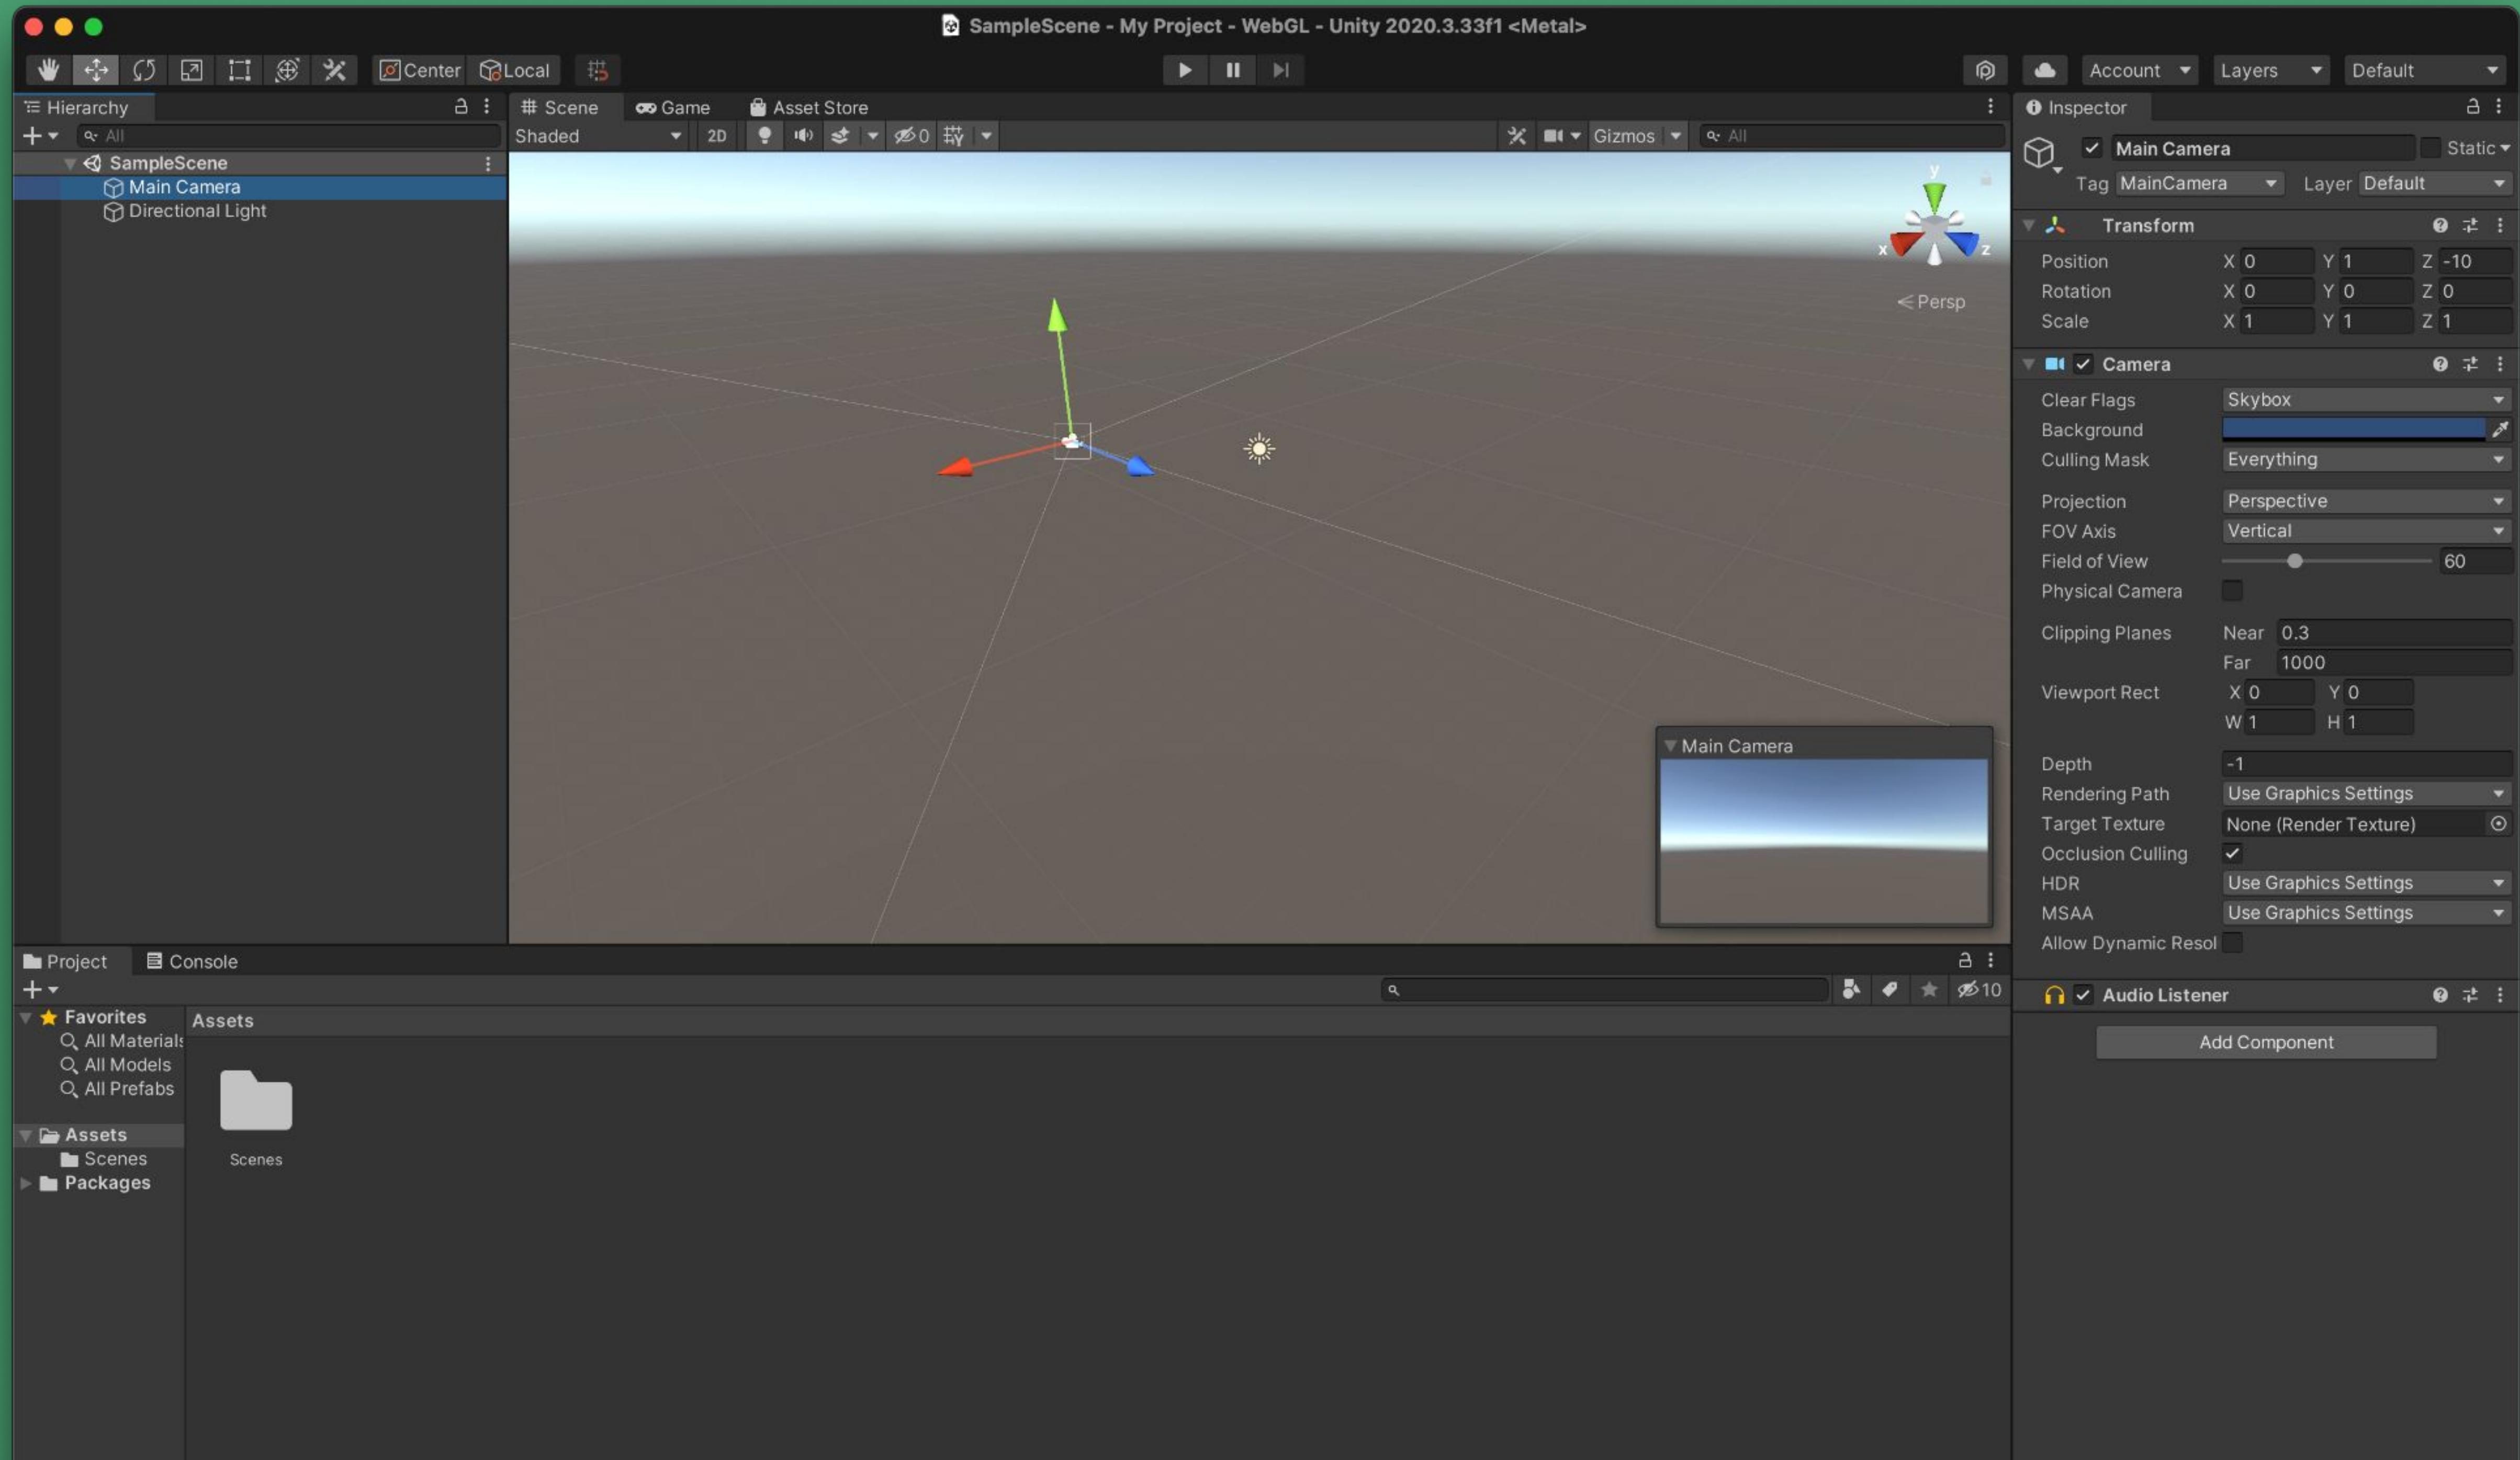 SampleScene - My Project - WebGL - Unity 2020.3.33f1 <Metal>
Center Local
Account Layers Default
Hierarchy
All
SampleScene
Main Camera
Directional Light
Scene Game Asset Store
Shaded 2D 0 Gizmos All
y
x z
Persp
Main Camera
Inspector
Main Camera Static
Tag MainCamera Layer Default
Transform
Position X 0 Y 1 Z -10
Rotation X 0 Y 0 Z 0
Scale X 1 Y 1 Z 1
Camera
Clear Flags Skybox
Background
Culling Mask Everything
Projection Perspective
FOV Axis Vertical
Field of View 60
Physical Camera
Clipping Planes Near 0.3
Far 1000
Viewport Rect X 0 Y 0
W 1 H 1
Depth -1
Rendering Path Use Graphics Settings
Target Texture None (Render Texture)
Occlusion Culling
HDR Use Graphics Settings
MSAA Use Graphics Settings
Allow Dynamic Resol
Audio Listener
Add Component
Project Console
10
Favorites
All Materials
All Models
All Prefabs
Assets
Scenes
Packages
Assets
Scenes